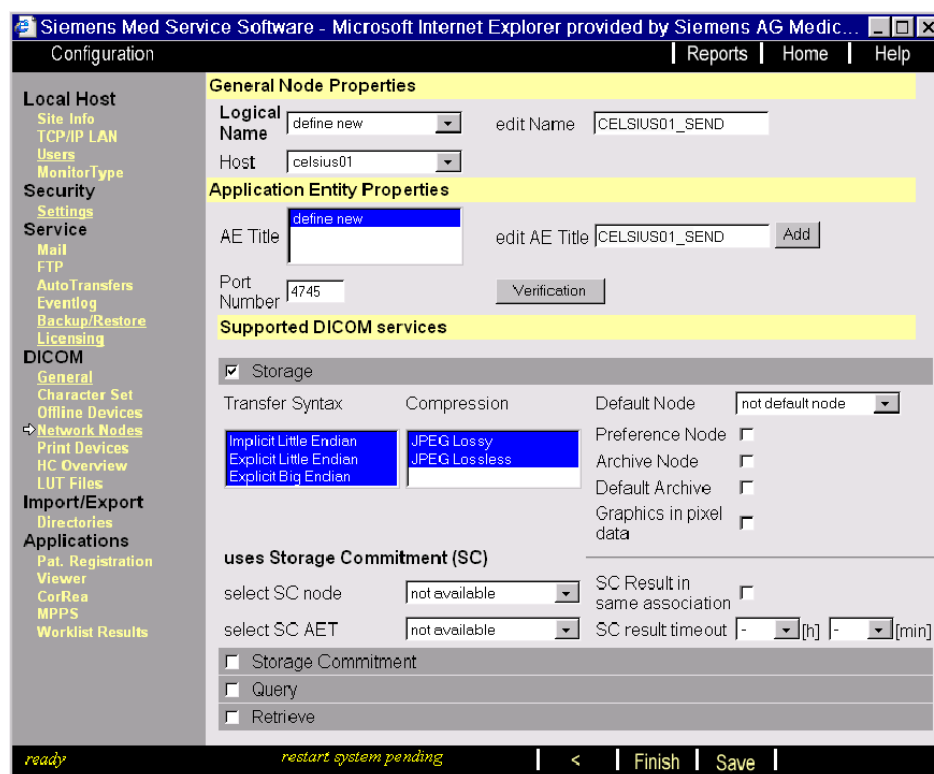 Siemens Med Service Software - Microsoft Internet Explorer provided by Siemens AG Medic...
Configuration Reports Home Help
Local Host
Site Info
TCP/IP LAN
Users
MonitorType
Security
Settings
Service
Mail
FTP
AutoTransfers
Eventlog
Backup/Restore
Licensing
DICOM
General
Character Set
Offline Devices
Network Nodes
Print Devices
HC Overview
LUT Files
Import/Export
Directories
Applications
Pat. Registration
Viewer
CorRea
MPPS
Worklist Results
General Node Properties
Logical Name define new edit Name CELSIUS01_SEND
Host celsius01
Application Entity Properties
AE Title define new edit AE Title CELSIUS01_SEND Add
Port Number 4745 Verification
Supported DICOM services
Storage
Transfer Syntax Compression Default Node not default node
Implicit Little Endian JPEG Lossy Preference Node
Explicit Little Endian JPEG Lossless Archive Node
Explicit Big Endian Default Archive
Graphics in pixel data
uses Storage Commitment (SC)
select SC node not available SC Result in same association
select SC AET not available SC result timeout - [h] - [min]
Storage Commitment
Query
Retrieve
ready restart system pending < Finish Save